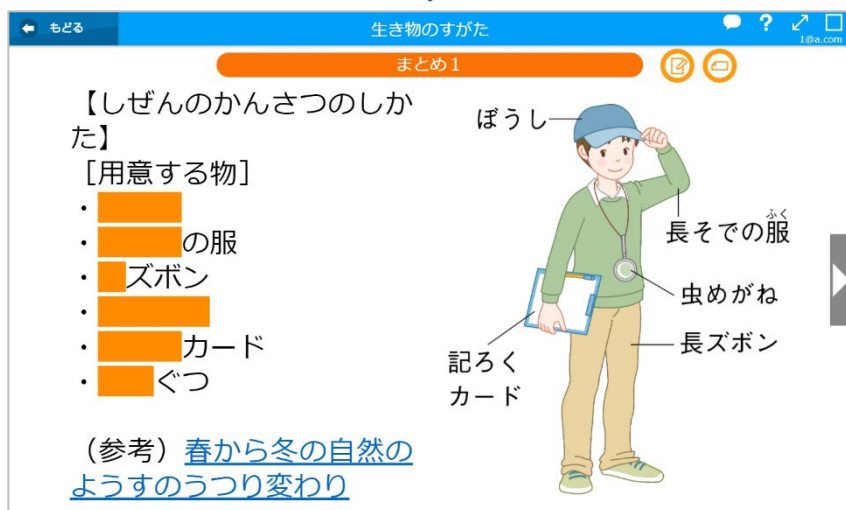 もどる
生き物のすがた
?
1@a.com
まとめ1
【しぜんのかんさつのしか
た】
［用意する物］
・
・ の服
・ ズボン
・
・ カード
・ ぐつ
（参考）春から冬の自然の
ようすのうつり変わり
ぼうし
ふく
長そでの服
虫めがね
長ズボン
記ろく
カード